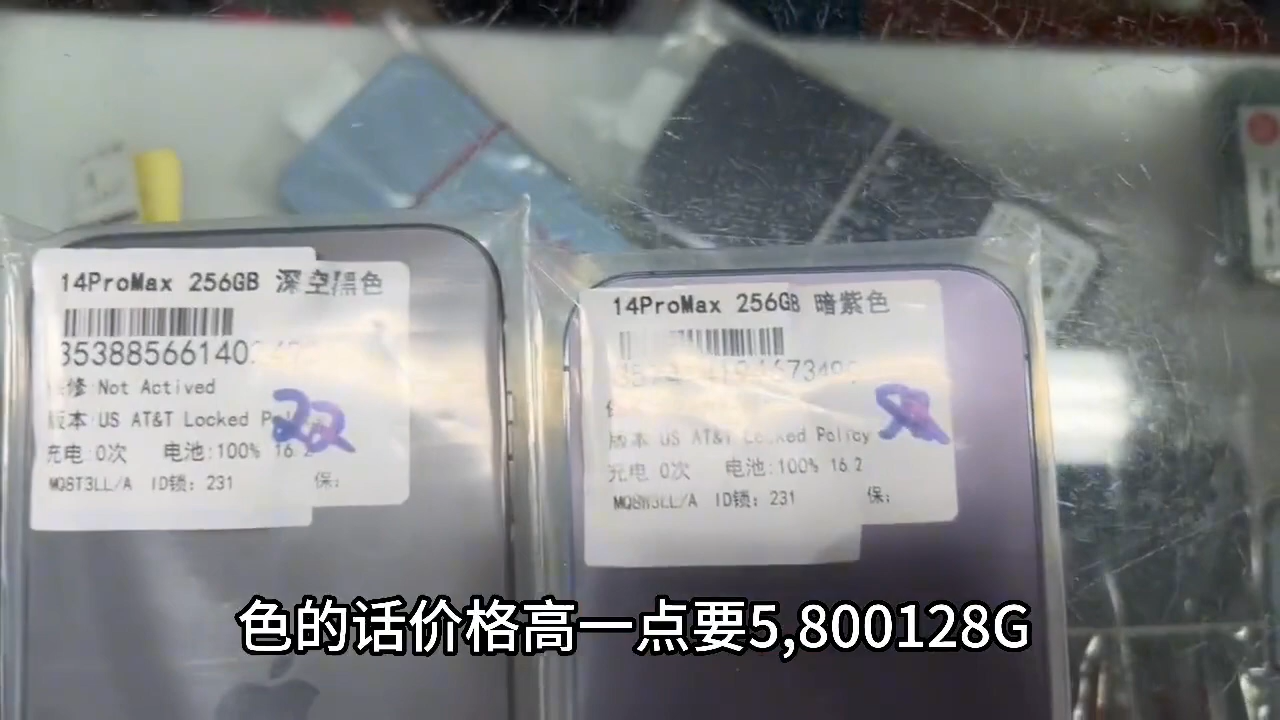 14ProMax 256GB 深空黑色
35388566140
修:Not Actived
版本:US AT&T Locked
22
充电:0次 电池:100% 16.2
MQ8T3LL/A ID锁: 231 保:
14ProMax 256GB 暗紫色
版本:US AT&T Locked Policy
充电:0次 电池:100% 16.2
ID锁: 231 保:
色的话价格高一点要5,800128G